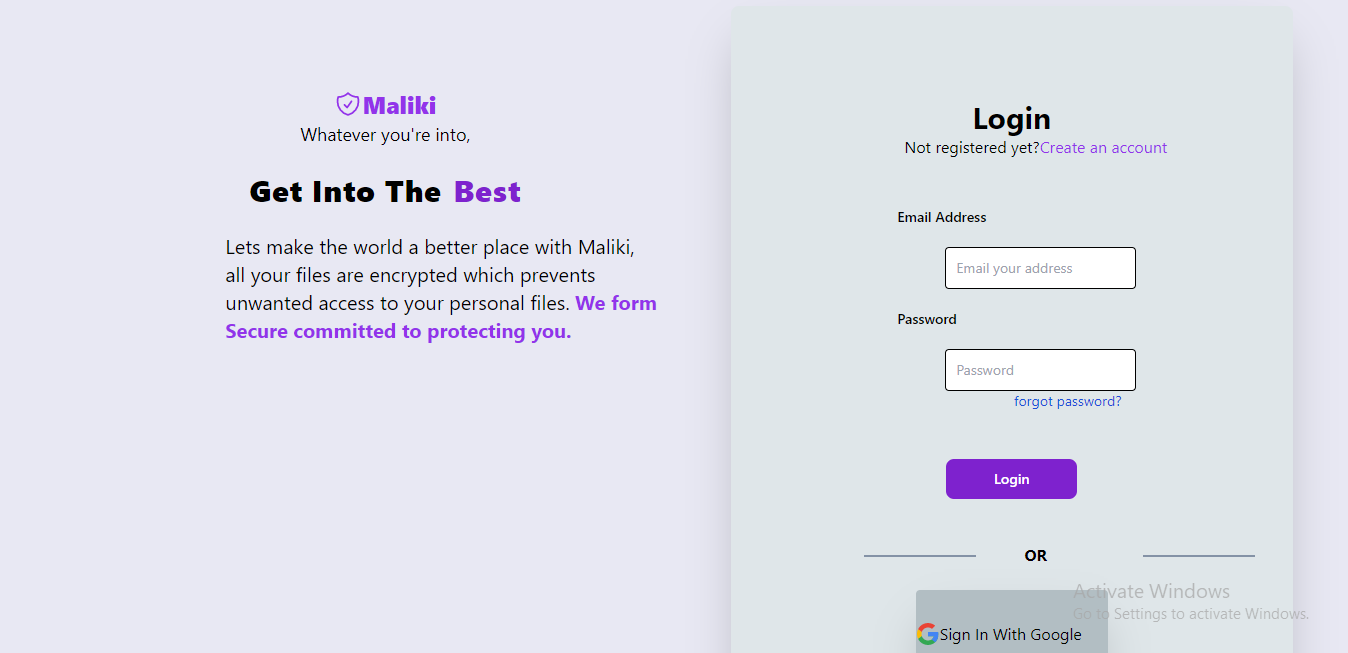 Maliki
Whatever you're into,
Get Into The Best
Lets make the world a better place with Maliki,
all your files are encrypted which prevents
unwanted access to your personal files. We form
Secure committed to protecting you.
Login
Not registered yet?Create an account
Email Address
Email your address
Password
Password
forgot password?
Login
OR
Sign In With Google
Activate Windows
Go to Settings to activate Windows.